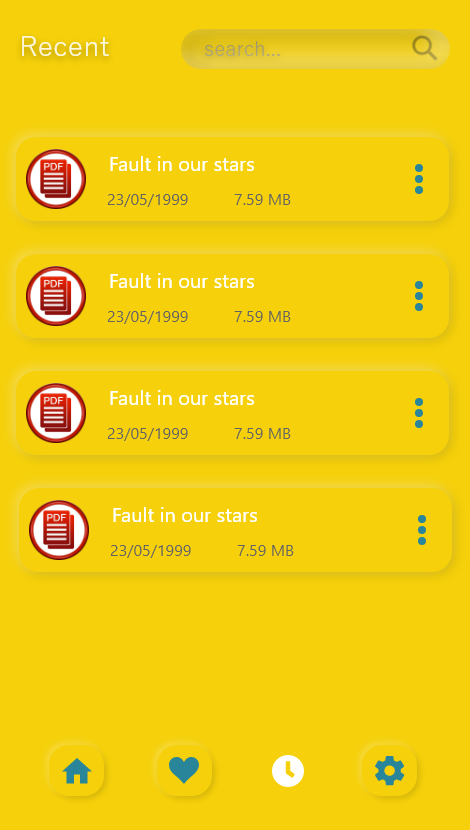 Recent
search...
PDF
Fault in our stars
23/05/1999 7.59 MB
PDF
Fault in our stars
23/05/1999 7.59 MB
PDF
Fault in our stars
23/05/1999 7.59 MB
PDF
Fault in our stars
23/05/1999 7.59 MB